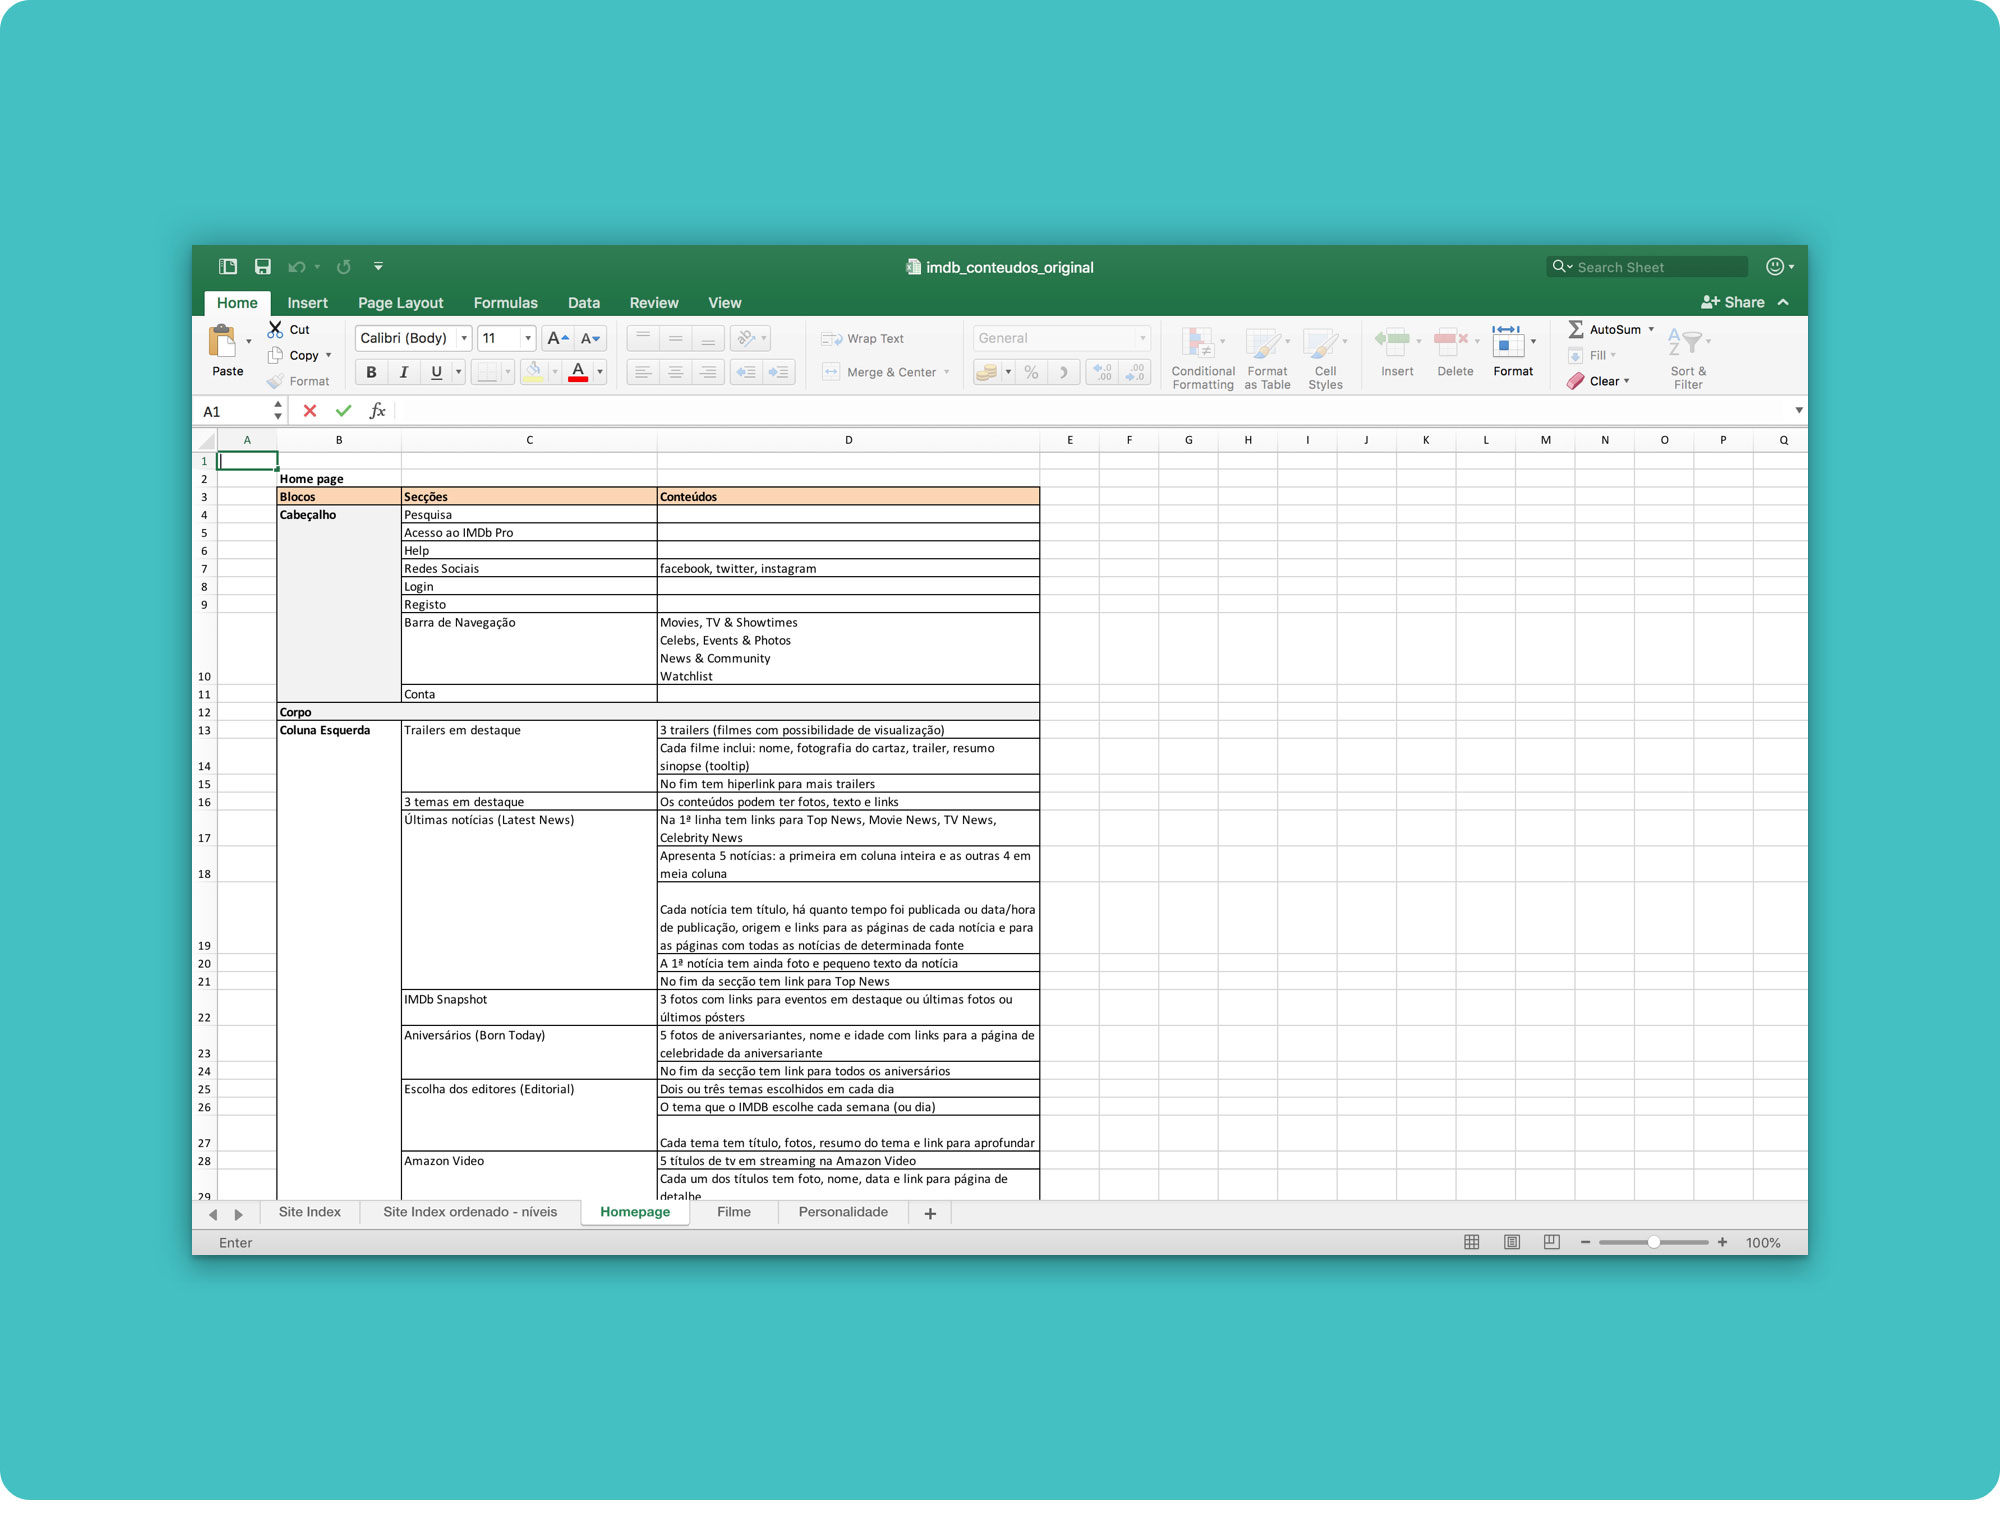 imdb_conteudos_original
Search Sheet
Home Insert Page Layout Formulas Data Review View
Share
Paste
Cut
Copy
Format
Calibri (Body) 11
A A
B I U A
ab
Wrap Text
Merge & Center
General
%
.0 .00
.00 .0
Conditional Formatting
Format as Table
Cell Styles
Insert
Delete
Format
AutoSum
Fill
Clear
A Z
Sort & Filter
A1 fx
A B C D E F G H I J K L M N O P Q
1
2 Home page
3 Blocos Secções Conteúdos
4 Cabeçalho Pesquisa
5 Acesso ao IMDb Pro
6 Help
7 Redes Sociais facebook, twitter, instagram
8 Login
9 Registo
Barra de Navegação Movies, TV & Showtimes
Celebs, Events & Photos
News & Community
10 Watchlist
11 Conta
12 Corpo
13 Coluna Esquerda Trailers em destaque 3 trailers (filmes com possibilidade de visualização)
Cada filme inclui: nome, fotografia do cartaz, trailer, resumo
14 sinopse (tooltip)
15 No fim tem hiperlink para mais trailers
16 3 temas em destaque Os conteúdos podem ter fotos, texto e links
Últimas notícias (Latest News) Na 1ª linha tem links para Top News, Movie News, TV News,
17 Celebrity News
Apresenta 5 notícias: a primeira em coluna inteira e as outras 4 em
18 meia coluna
Cada notícia tem título, há quanto tempo foi publicada ou data/hora
de publicação, origem e links para as páginas de cada notícia e para
19 as páginas com todas as notícias de determinada fonte
20 A 1ª notícia tem ainda foto e pequeno texto da notícia
21 No fim da secção tem link para Top News
IMDb Snapshot 3 fotos com links para eventos em destaque ou últimas fotos ou
22 últimos pósters
Aniversários (Born Today) 5 fotos de aniversariantes, nome e idade com links para a página de
23 celebridade da aniversariante
24 No fim da secção tem link para todos os aniversários
25 Escolha dos editores (Editorial) Dois ou três temas escolhidos em cada dia
26 O tema que o IMDB escolhe cada semana (ou dia)
27 Cada tema tem título, fotos, resumo do tema e link para aprofundar
28 Amazon Video 5 títulos de tv em streaming na Amazon Video
Cada um dos títulos tem foto, nome, data e link para página de
29 detalhe
Site Index Site Index ordenado - níveis Homepage Filme Personalidade +
Enter 100%